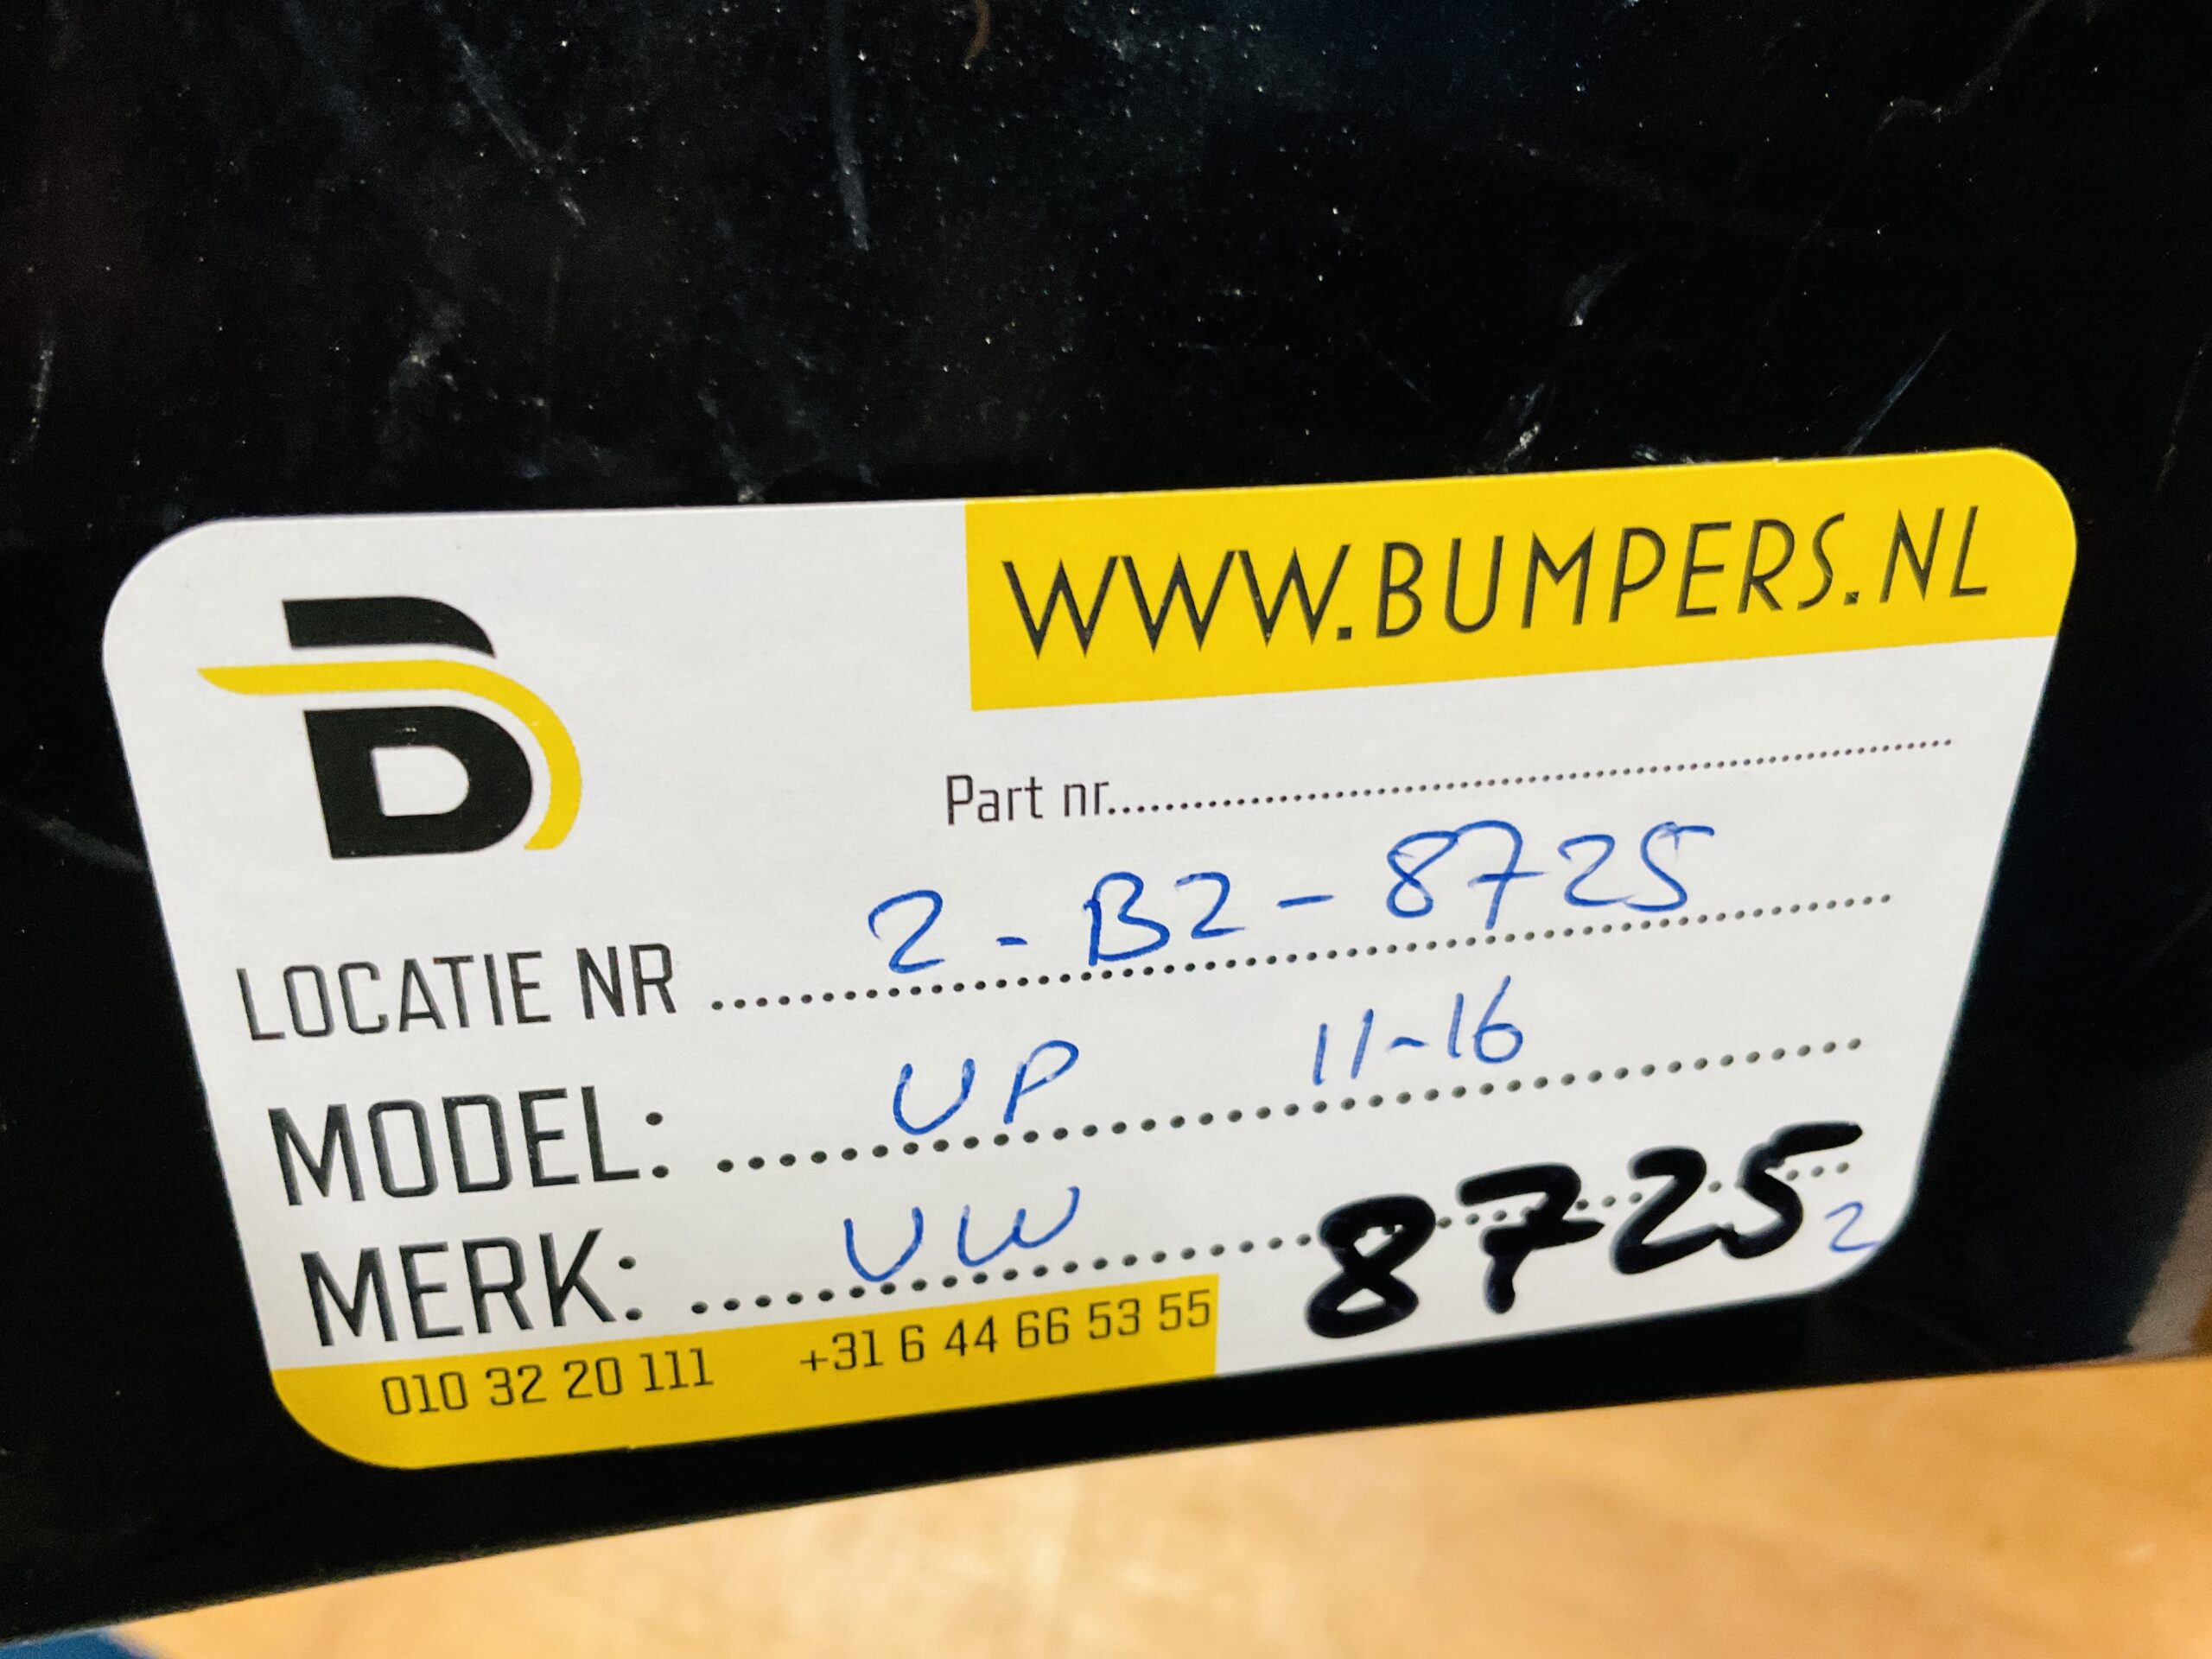 WWW.BUMPERS.NL
Part nr..........
LOCATIE NR 2-B2-8725
MODEL: UP 11-16
MERK: VW 8725 2
010 32 20 111 +31 6 44 66 53 55